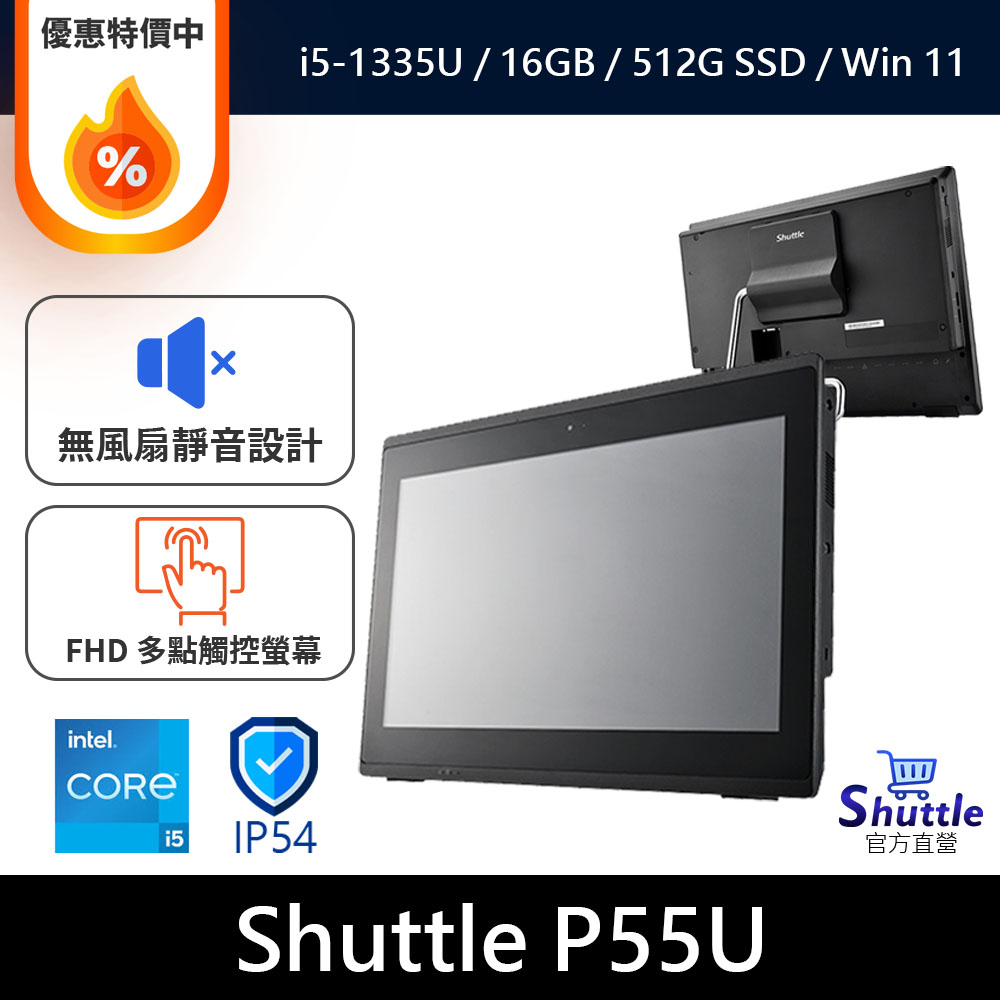 優惠特價中
%
i5-1335U / 16GB / 512G SSD / Win 11
Shuttle
無風扇靜音設計
FHD 多點觸控螢幕
intel.
CORe™
i5
IP54
Shuttle
官方直營
Shuttle P55U